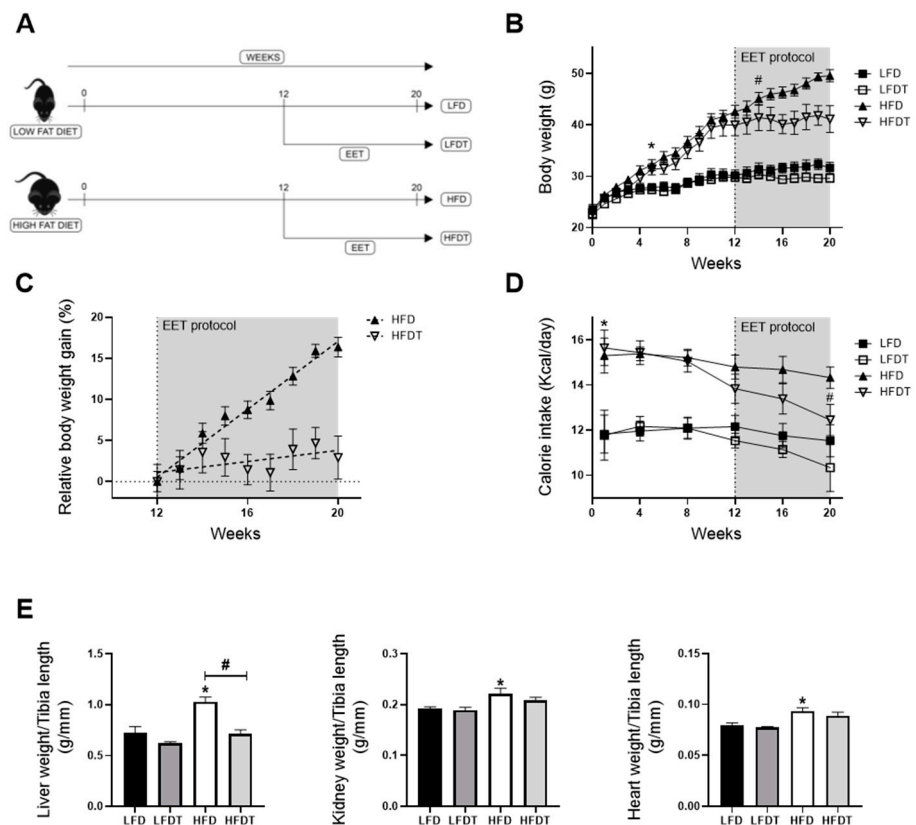 A
WEEKS
0
12
20
LFD
LOW FAT DIET
EET
LFDT
0
12
20
HFD
HIGH FAT DIET
EET
HFDT
B
EET protocol
#
*
50
40
30
20
Body weight (g)
0
4
8
12
16
20
Weeks
LFD
LFDT
HFD
HFDT
C
EET protocol
20
15
10
5
0
Relative body weight gain (%)
12
14
16
18
20
Weeks
HFD
HFDT
D
EET protocol
*
#
16
14
12
10
Calorie intake (Kcal/day)
0
4
8
12
16
20
Weeks
LFD
LFDT
HFD
HFDT
E
Liver weight/Tibia length
(g/mm)
1.5
1.0
0.5
0.0
#
*
LFD LFDT HFD HFDT
Kidney weight/Tibia length
(g/mm)
0.3
0.2
0.1
0.0
*
LFD LFDT HFD HFDT
Heart weight/Tibia length
(g/mm)
0.15
0.10
0.05
0.00
*
LFD LFDT HFD HFDT